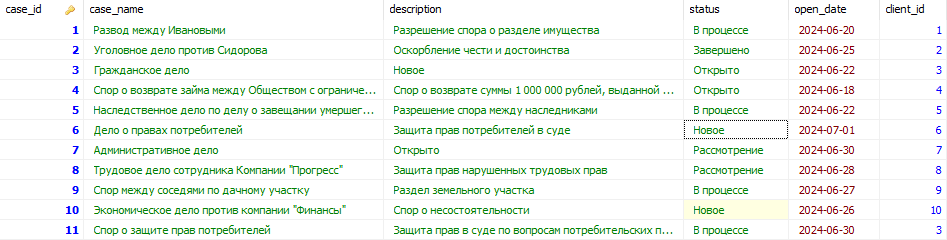 case_id case_name description status open_date client_id
1 Развод между Ивановыми Разрешение спора о разделе имущества В процессе 2024-06-20 1
2 Уголовное дело против Сидорова Оскорбление чести и достоинства Завершено 2024-06-25 2
3 Гражданское дело Новое Открыто 2024-06-22 3
4 Спор о возврате займа между Обществом с ограниче... Спор о возврате суммы 1 000 000 рублей, выданной ... Открыто 2024-06-18 4
5 Наследственное дело по делу о завещании умершег... Разрешение спора между наследниками В процессе 2024-06-22 5
6 Дело о правах потребителей Защита прав потребителей в суде Новое 2024-07-01 6
7 Административное дело Открыто Рассмотрение 2024-06-30 7
8 Трудовое дело сотрудника Компании "Прогресс" Защита прав нарушенных трудовых прав Рассмотрение 2024-06-28 8
9 Спор между соседями по дачному участку Раздел земельного участка В процессе 2024-06-27 9
10 Экономическое дело против компании "Финансы" Спор о несостоятельности Новое 2024-06-26 10
11 Спор о защите прав потребителей Защита прав в суде по вопросам потребительских п... В процессе 2024-06-30 3